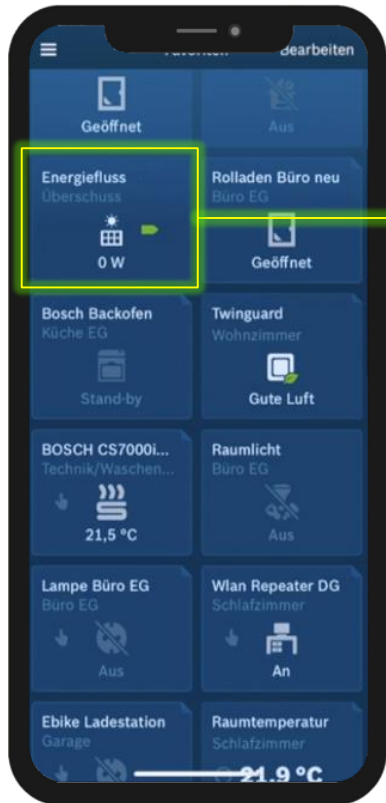 Bearbeiten
Geöffnet
Aus
Energiefluss
Überschuss
0 W
Rolladen Büro neu
Büro EG
Geöffnet
Bosch Backofen
Küche EG
Stand-by
Twinguard
Wohnzimmer
Gute Luft
BOSCH CS7000i...
Technik/Waschen...
21,5 °C
Raumlicht
Büro EG
Aus
Lampe Büro EG
Büro EG
Aus
Wlan Repeater DG
Schlafzimmer
An
Ebike Ladestation
Garage
Raumtemperatur
Schlafzimmer
21.9 °C